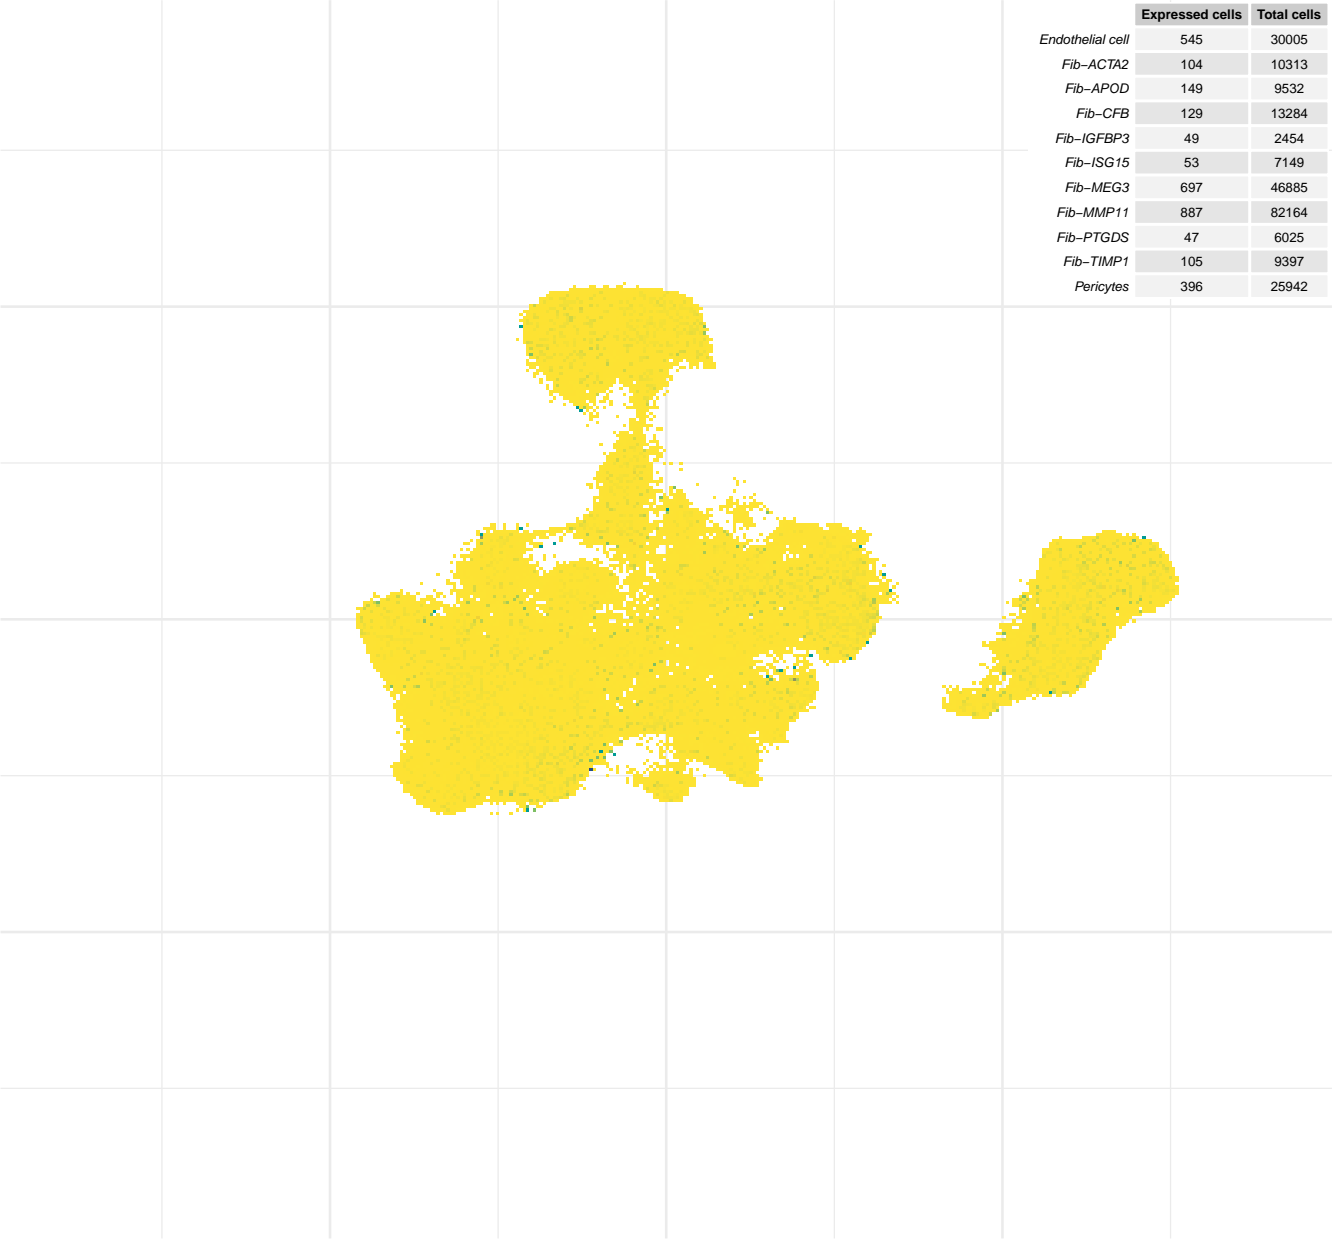 Expressed cells Total cells
Endothelial cell 545 30005
Fib−ACTA2 104 10313
Fib−APOD 149 9532
Fib−CFB 129 13284
Fib−IGFBP3 49 2454
Fib−ISG15 53 7149
Fib−MEG3 697 46885
Fib−MMP11 887 82164
Fib−PTGDS 47 6025
Fib−TIMP1 105 9397
Pericytes 396 25942